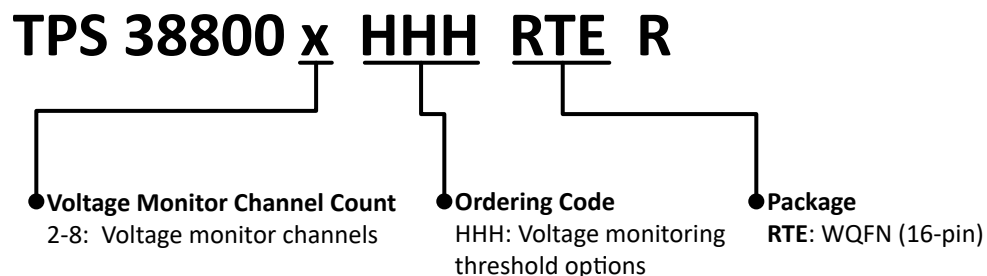 TPS 38800 x HHH RTE R
Voltage Monitor Channel Count
2-8: Voltage monitor channels
Ordering Code
HHH: Voltage monitoring
threshold options
Package
RTE: WQFN (16-pin)